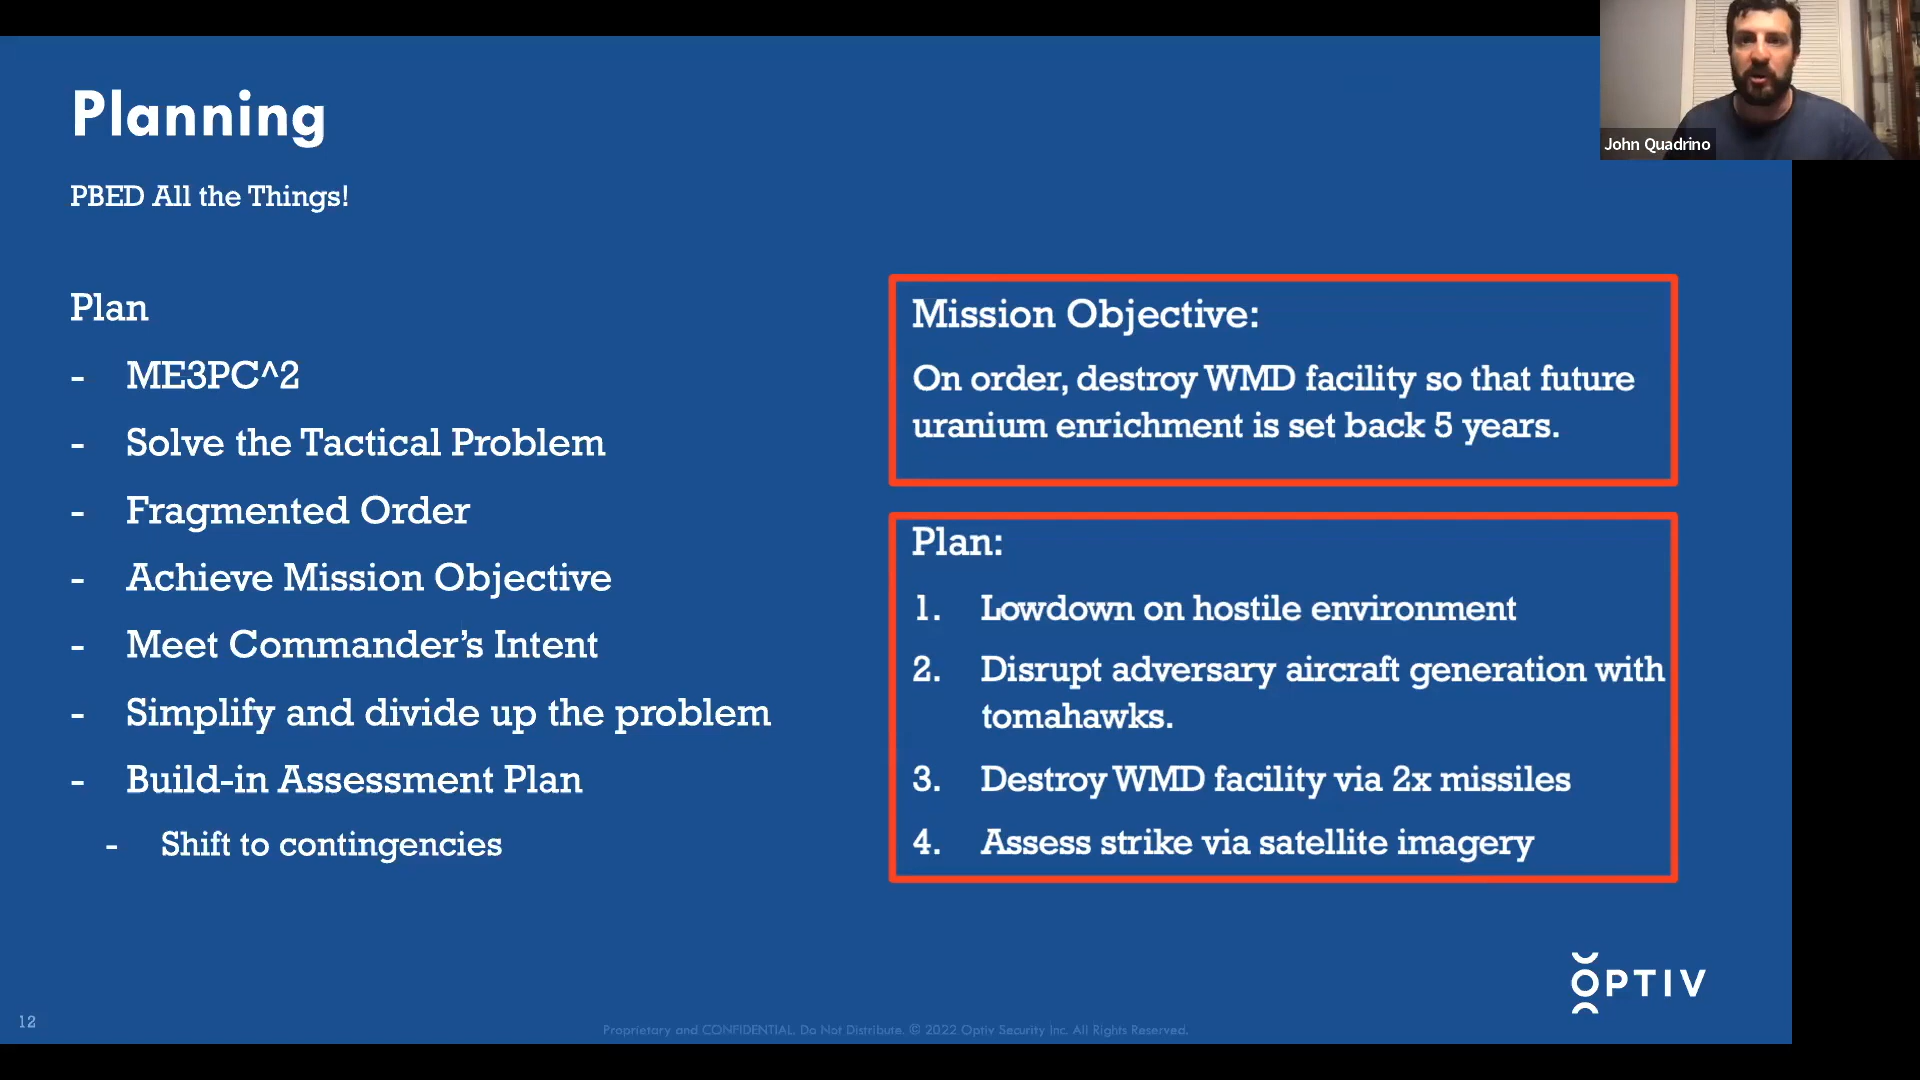 Planning
PBED All the Things!
Plan
- ME3PC^2
- Solve the Tactical Problem
- Fragmented Order
- Achieve Mission Objective
- Meet Commander's Intent
- Simplify and divide up the problem
- Build-in Assessment Plan
- Shift to contingencies
Mission Objective:
On order, destroy WMD facility so that future
uranium enrichment is set back 5 years.
Plan:
1. Lowdown on hostile environment
2. Disrupt adversary aircraft generation with
tomahawks.
3. Destroy WMD facility via 2x missiles
4. Assess strike via satellite imagery
John Quadrino
OPTIV
12
Proprietary and CONFIDENTIAL. Do Not Distribute. © 2022 Optiv Security Inc. All Rights Reserved.